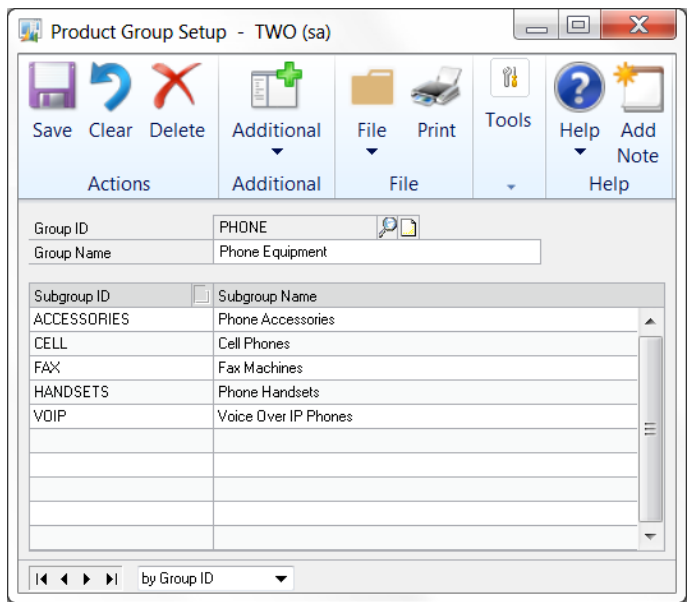 Product Group Setup - TWO (sa)
Save Clear Delete Additional File Print Tools Help Add Note
Actions Additional File Help
Group ID PHONE
Group Name Phone Equipment
Subgroup ID Subgroup Name
ACCESSORIES Phone Accessories
CELL Cell Phones
FAX Fax Machines
HANDSETS Phone Handsets
VOIP Voice Over IP Phones
by Group ID